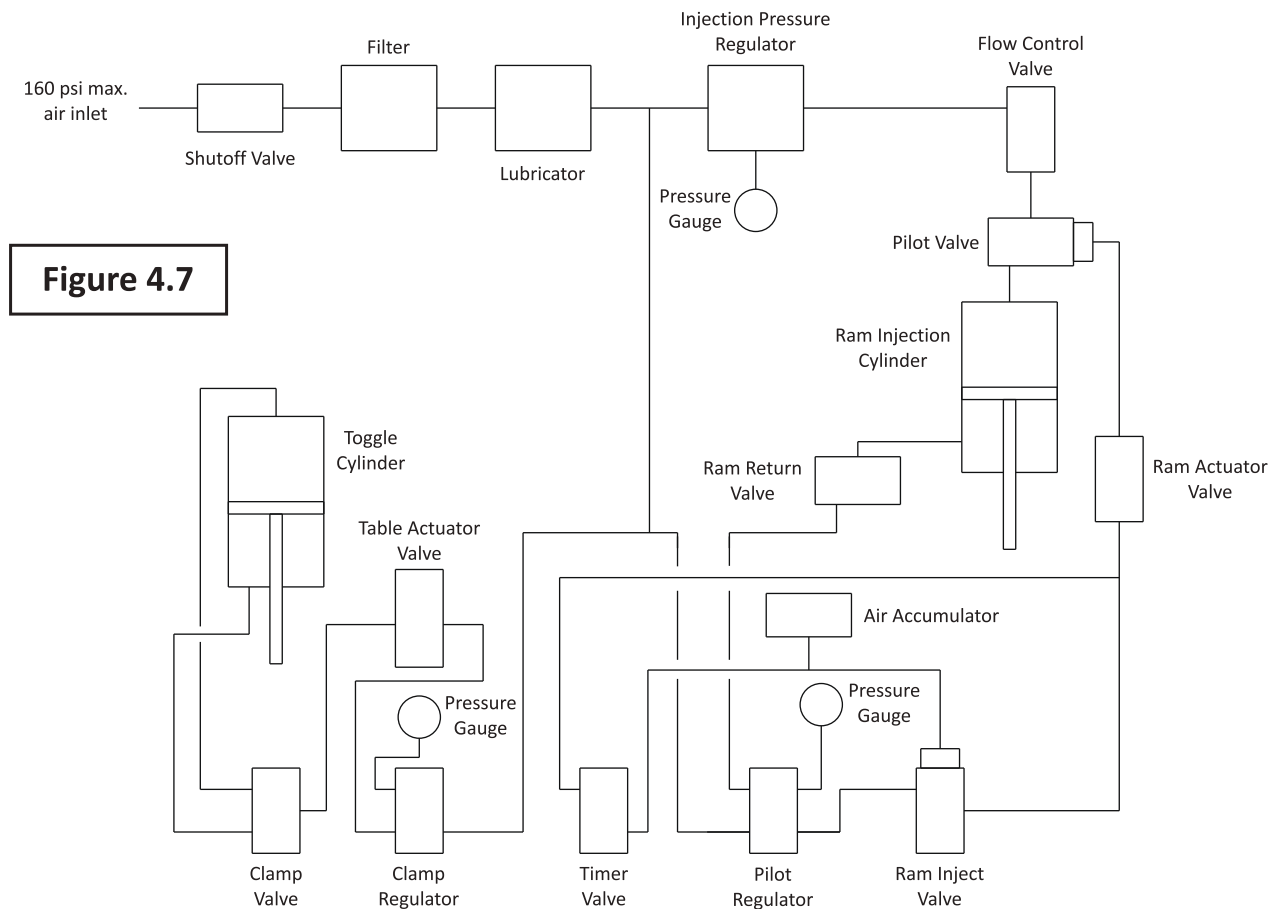 Injection Pressure
Regulator
Filter
Flow Control
Valve
160 psi max.
air inlet
Shutoff Valve
Lubricator
Pressure
Gauge
Pilot Valve
Figure 4.7
Ram Injection
Cylinder
Toggle
Cylinder
Ram Return
Valve
Ram Actuator
Valve
Table Actuator
Valve
Air Accumulator
Pressure
Gauge
Pressure
Gauge
Clamp
Valve
Clamp
Regulator
Timer
Valve
Pilot
Regulator
Ram Inject
Valve